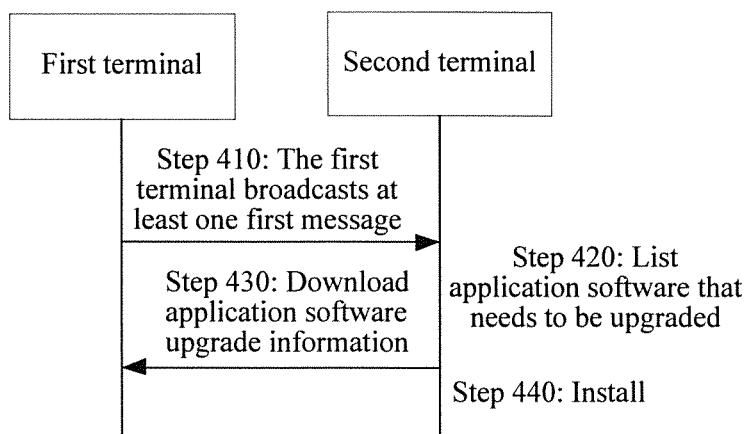 First terminal
Second terminal
Step 410: The first
terminal broadcasts at
least one first message
Step 420: List
application software that
needs to be upgraded
Step 430: Download
application software
upgrade information
Step 440: Install